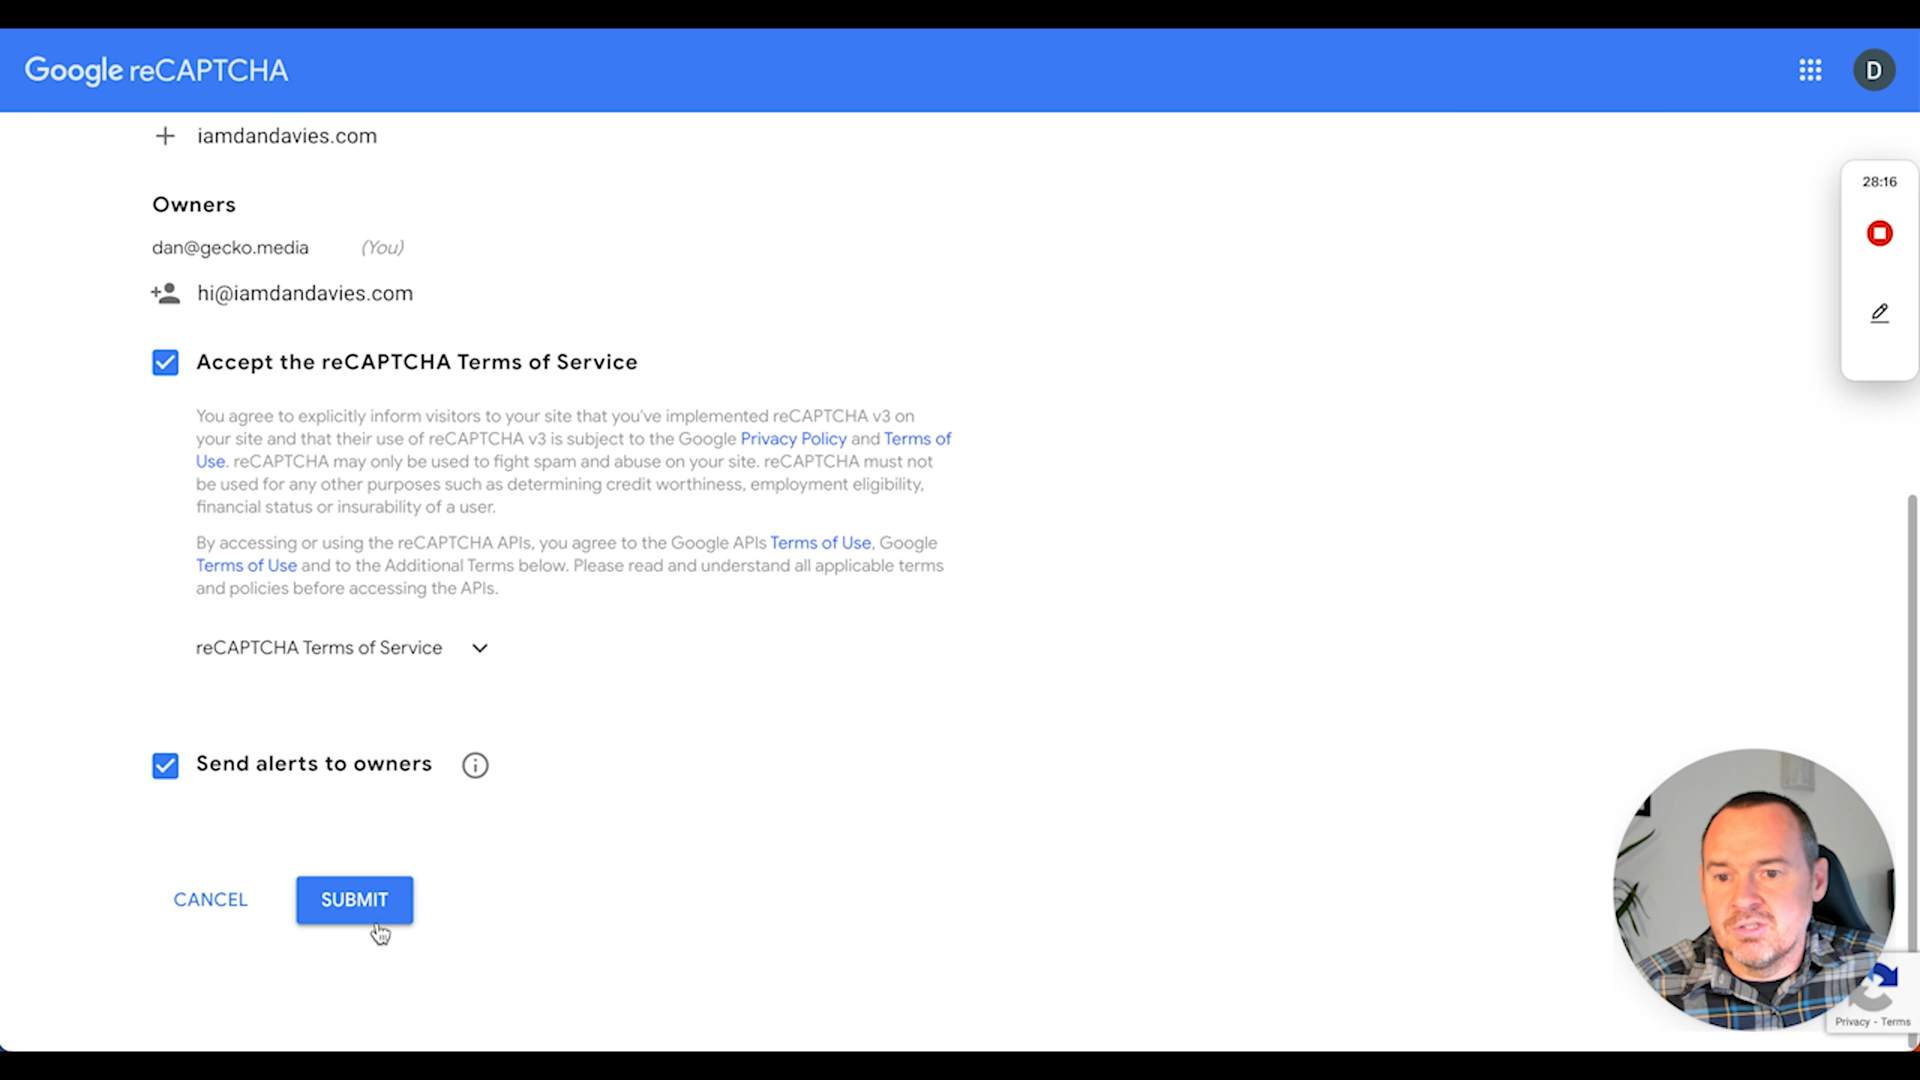 Google reCAPTCHA
D
iamdandavies.com
28:16
Owners
dan@gecko.media (You)
hi@iamdandavies.com
Accept the reCAPTCHA Terms of Service
You agree to explicitly inform visitors to your site that you've implemented reCAPTCHA v3 on
your site and that their use of reCAPTCHA v3 is subject to the Google Privacy Policy and Terms of
Use. reCAPTCHA may only be used to fight spam and abuse on your site. reCAPTCHA must not
be used for any other purposes such as determining credit worthiness, employment eligibility,
financial status or insurability of a user.
By accessing or using the reCAPTCHA APIs, you agree to the Google APIs Terms of Use, Google
Terms of Use and to the Additional Terms below. Please read and understand all applicable terms
and policies before accessing the APIs.
reCAPTCHA Terms of Service
Send alerts to owners
CANCEL SUBMIT
Privacy - Terms